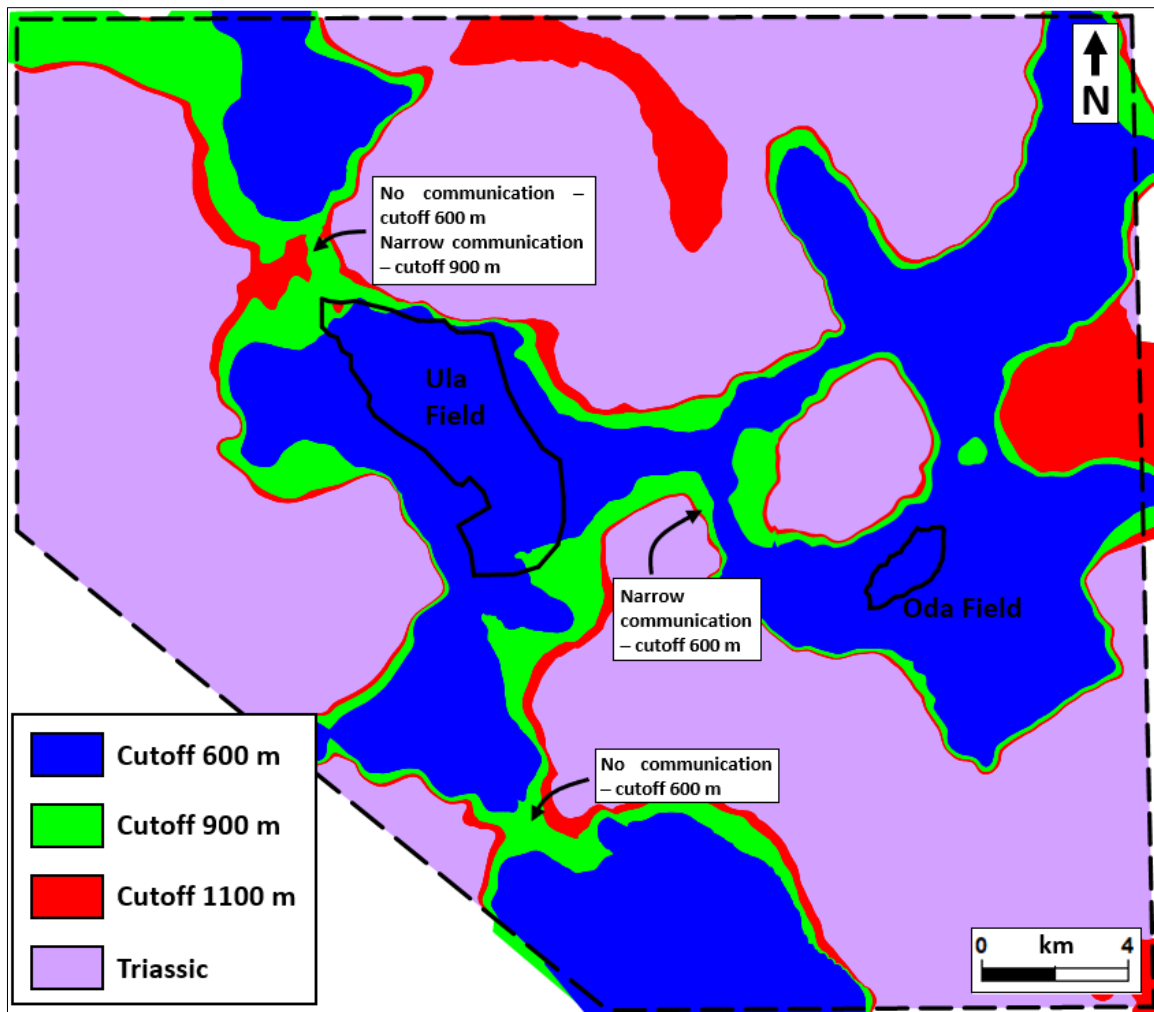 N
No communication –
cutoff 600 m
Narrow communication
– cutoff 900 m
Ula
Field
Narrow
communication
– cutoff 600 m
Oda Field
No communication
– cutoff 600 m
Cutoff 600 m
Cutoff 900 m
Cutoff 1100 m
Triassic
0 km 4